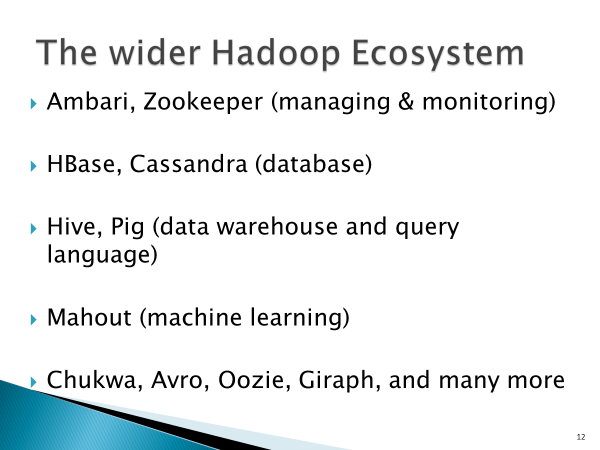 The wider Hadoop Ecosystem
Ambari, Zookeeper (managing & monitoring)
HBase, Cassandra (database)
Hive, Pig (data warehouse and query
language)
Mahout (machine learning)
Chukwa, Avro, Oozie, Giraph, and many more
12